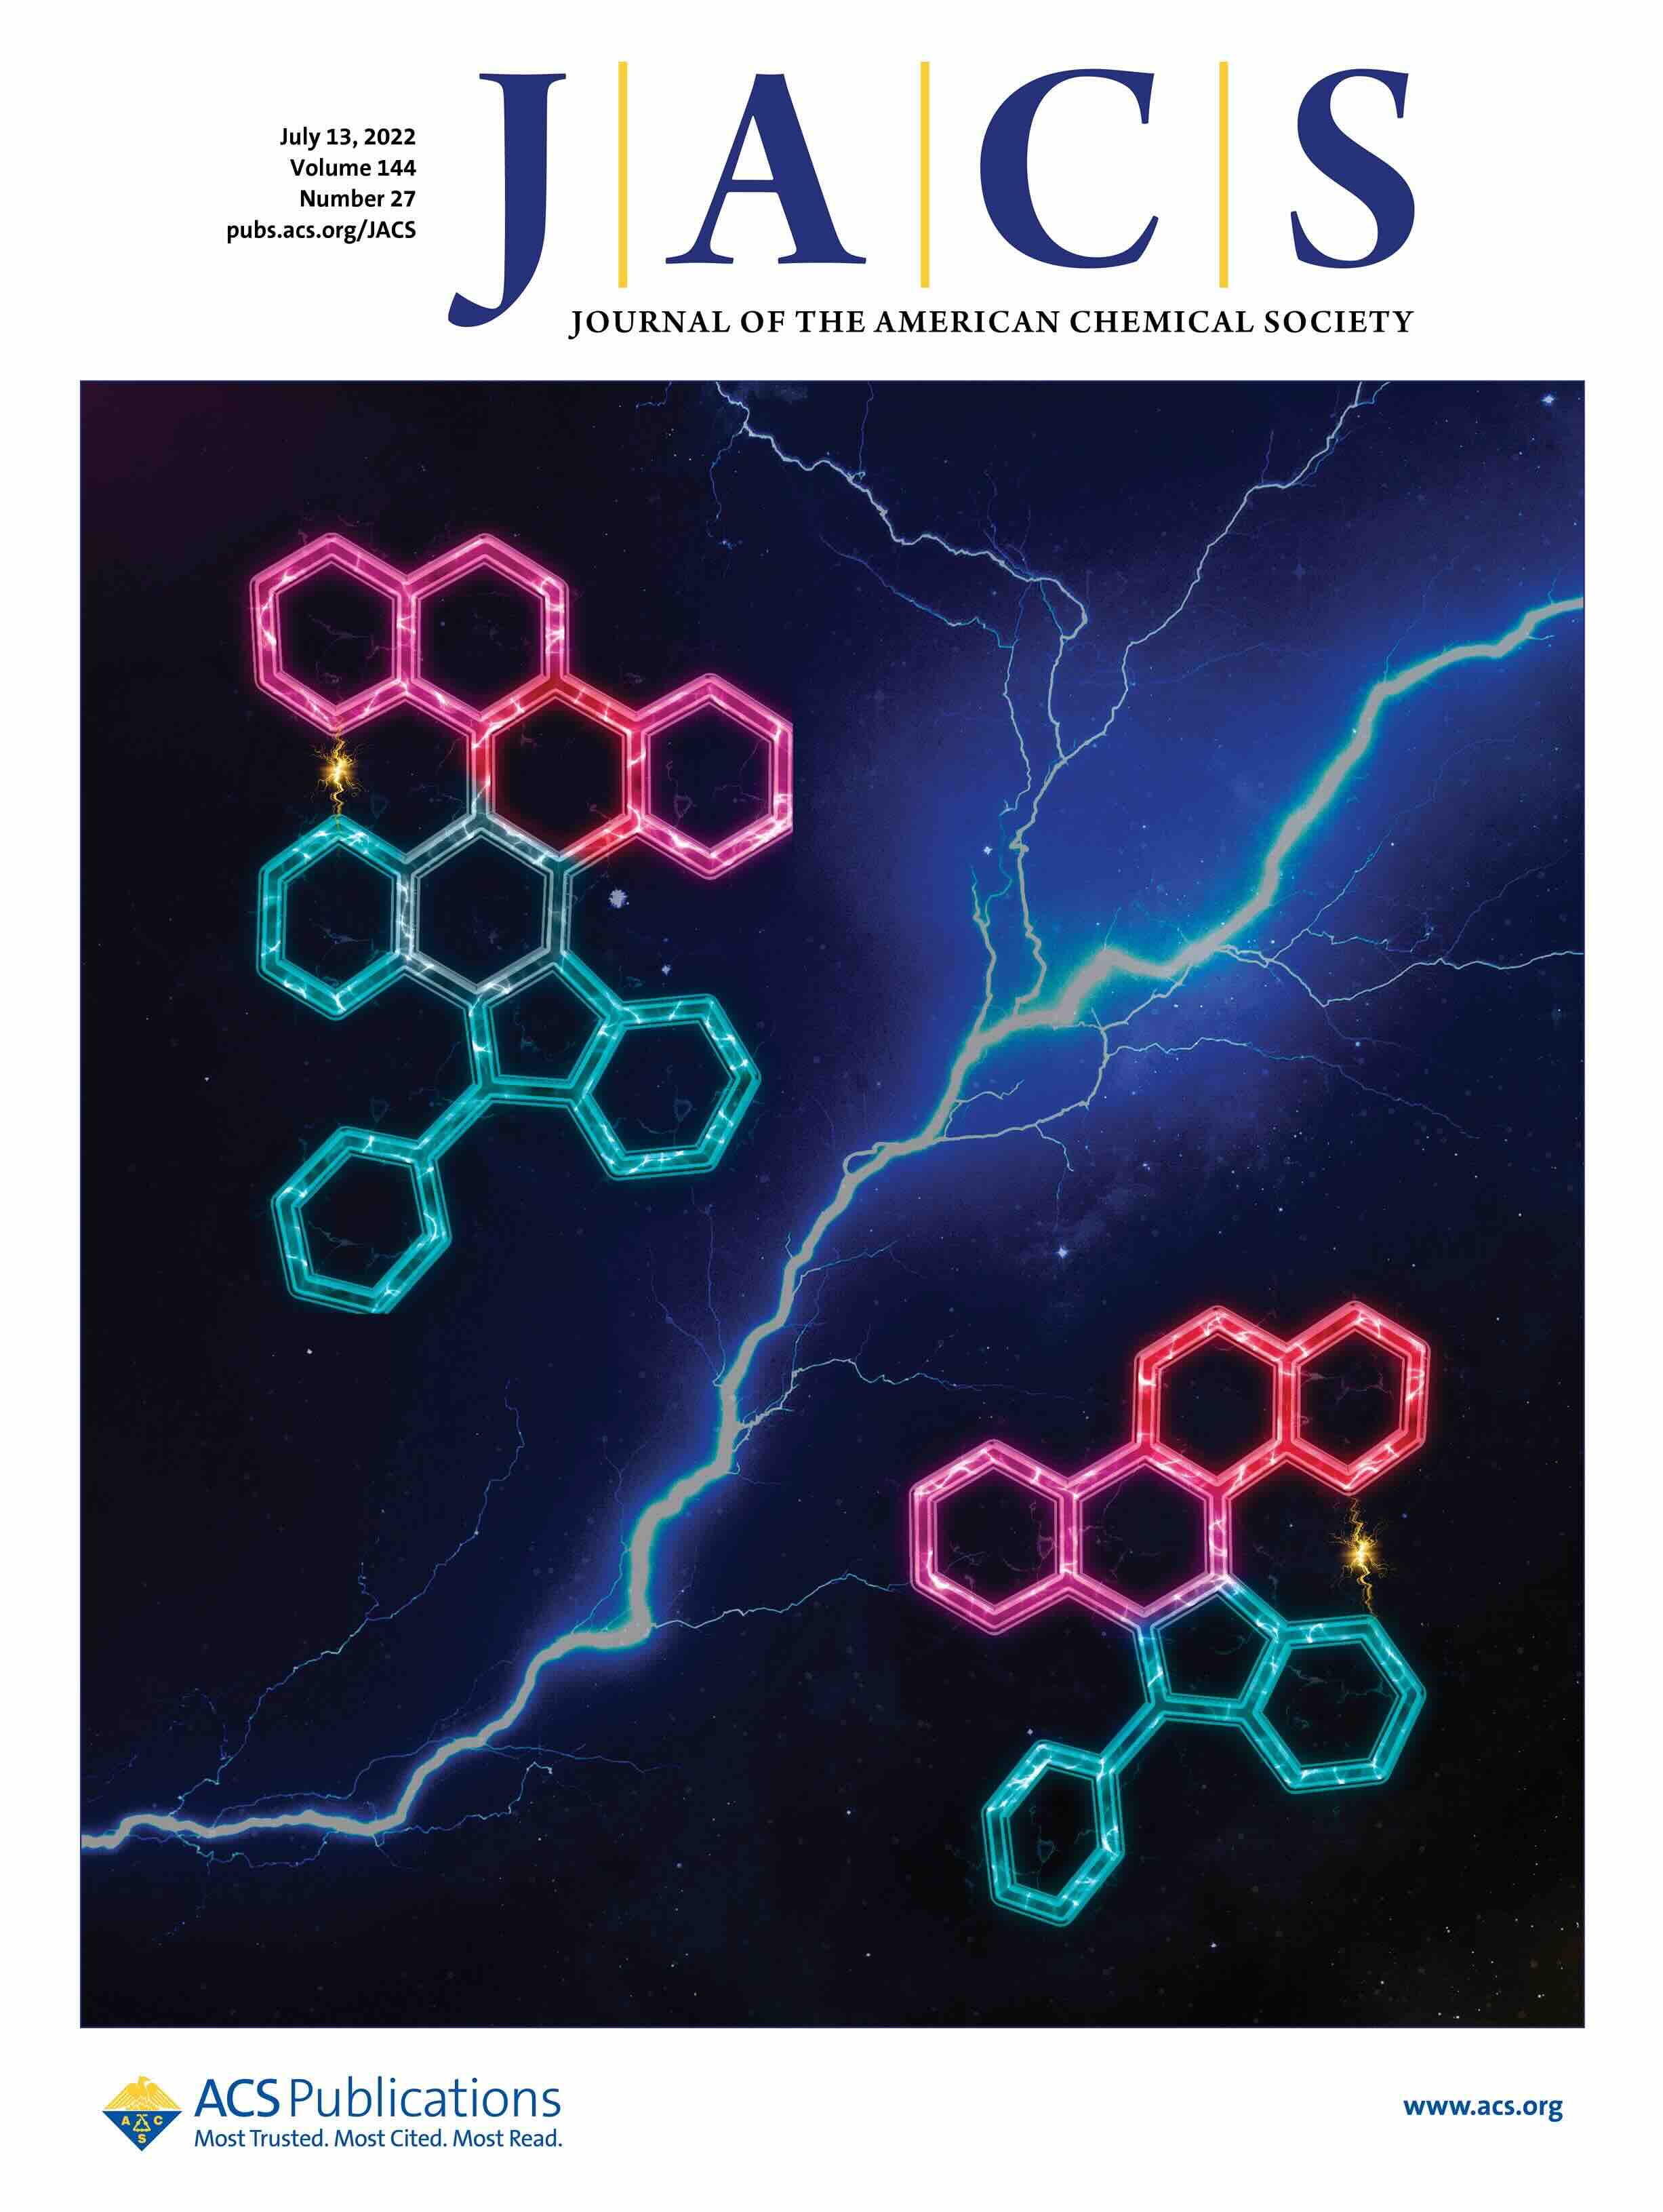 July 13, 2022
Volume 144
Number 27
pubs.acs.org/JACS
J|A|C|S
JOURNAL OF THE AMERICAN CHEMICAL SOCIETY
A C S
ACS Publications
Most Trusted. Most Cited. Most Read.
www.acs.org